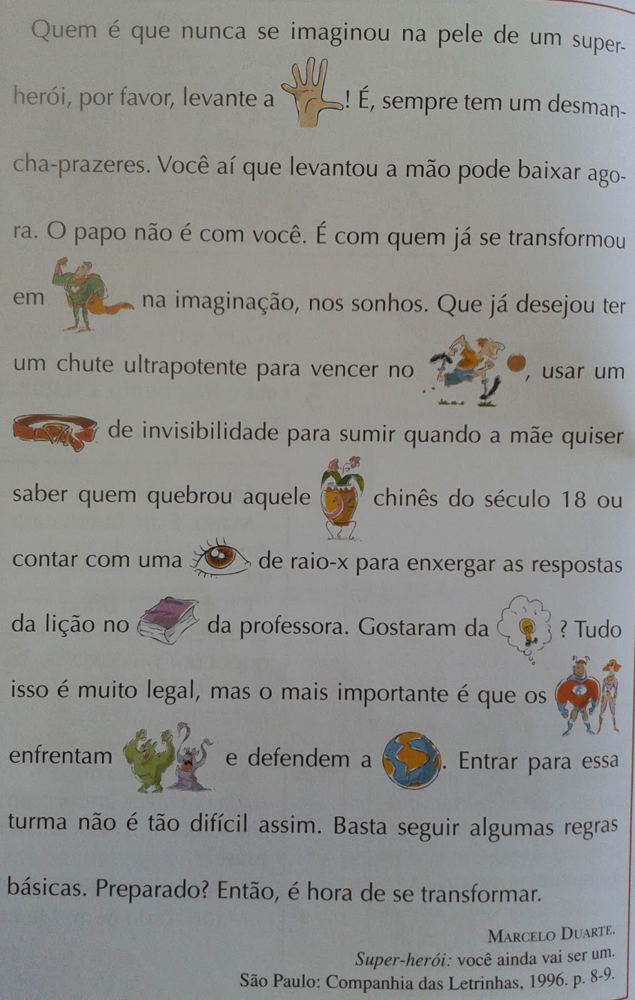 Quem é que nunca se imaginou na pele de um super-
herói, por favor, levante a ! É, sempre tem um desman-
cha-prazeres. Você aí que levantou a mão pode baixar ago-
ra. O papo não é com você. É com quem já se transformou
em na imaginação, nos sonhos. Que já desejou ter
um chute ultrapotente para vencer no , usar um
de invisibilidade para sumir quando a mãe quiser
saber quem quebrou aquele chinês do século 18 ou
contar com uma de raio-x para enxergar as respostas
da lição no da professora. Gostaram da ? Tudo
isso é muito legal, mas o mais importante é que os
enfrentam e defendem a . Entrar para essa
turma não é tão difícil assim. Basta seguir algumas regras
básicas. Preparado? Então, é hora de se transformar.
MARCELO DUARTE.
Super-herói: você ainda vai ser um.
São Paulo: Companhia das Letrinhas, 1996. p. 8-9.